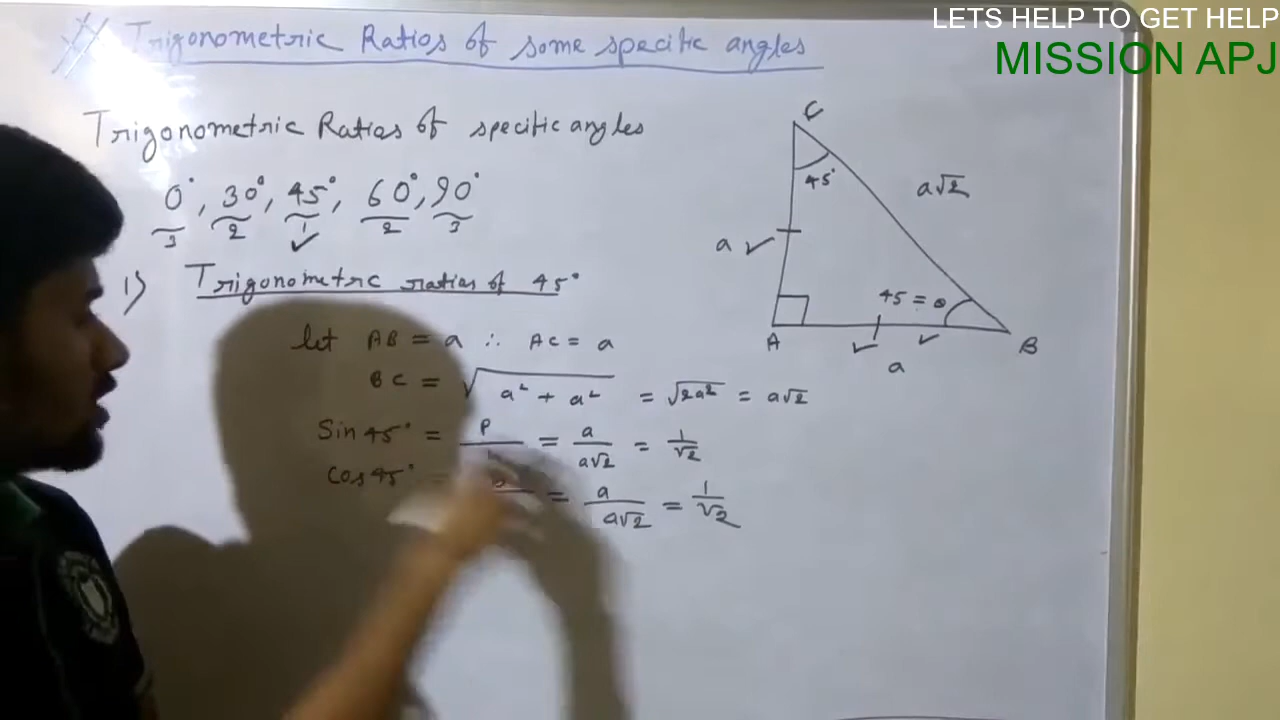 LETS HELP TO GET HELP
MISSION APJ
Trigonometric Ratios of some specific angles
Trigonometric Ratios of specific angles
0°, 30°, 45°, 60°, 90°
3 2 1 2 3
1) Trigonometric ratios of 45°
let AB = a ∴ AC = a
BC = √a² + a² = √2a² = a√2
Sin 45° = P/h = a/a√2 = 1/√2
Cos 45° = b = a/a√2 = 1/√2
C
45°
a√2
a ✓
45 = θ
A
B
a